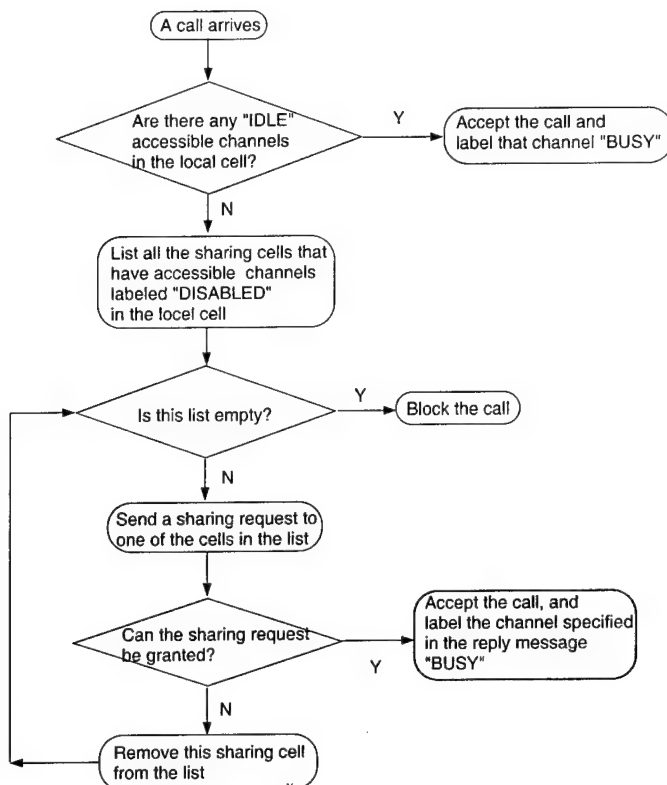 A call arrives
Are there any "IDLE"
accessible channels
in the local cell?
Y
Accept the call and
label that channel "BUSY"
N
List all the sharing cells that
have accessible channels
labeled "DISABLED"
in the local cell
Is this list empty?
Y
Block the call
N
Send a sharing request to
one of the cells in the list
Can the sharing request
be granted?
Y
Accept the call, and
label the channel specified
in the reply message
"BUSY"
N
Remove this sharing cell
from the list